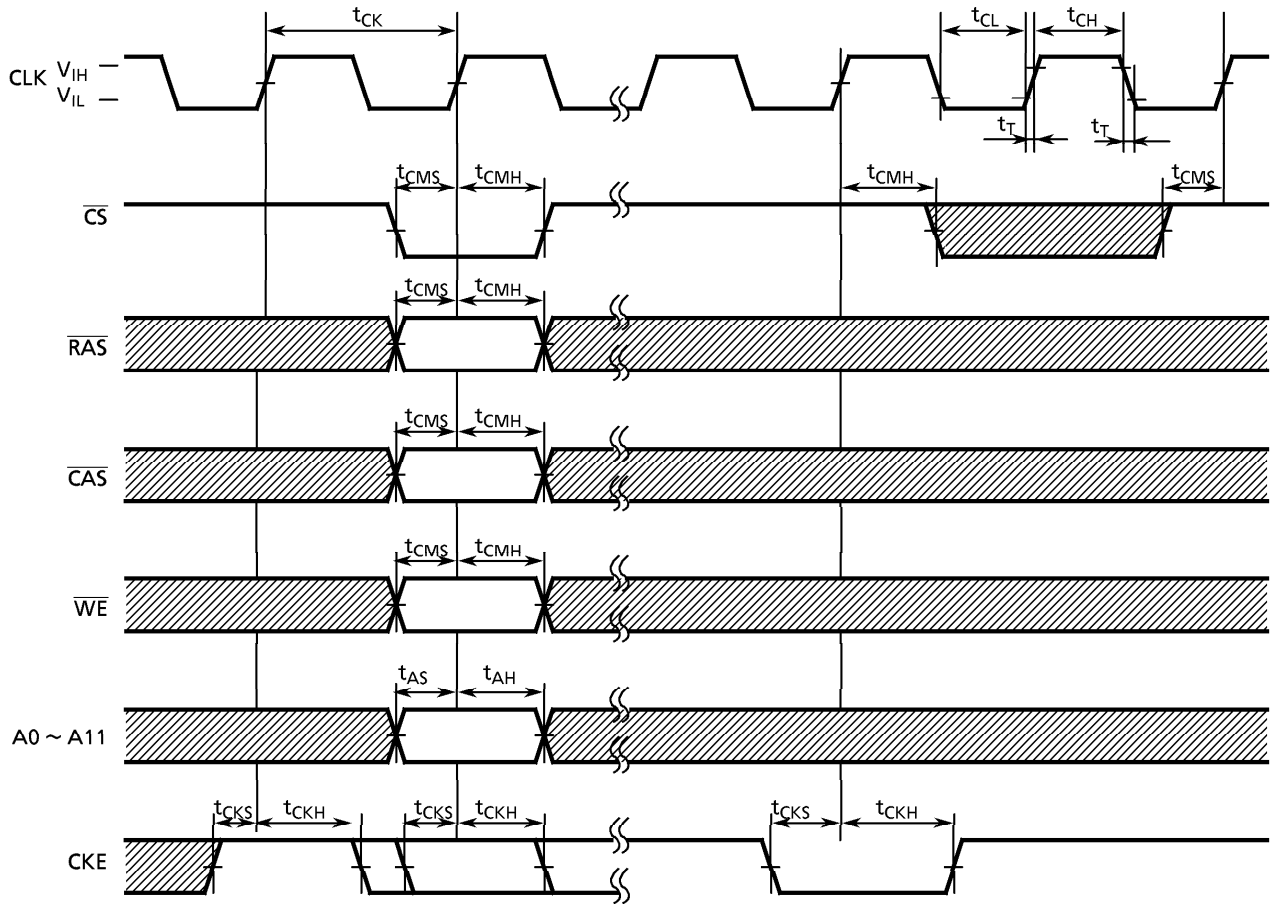 tCK
tCL
tCH
CLK
VIH
VIL
tT
tT
tCMS
tCMH
tCMH
tCMS
CS
tCMS
tCMH
RAS
tCMS
tCMH
CAS
tCMS
tCMH
WE
tAS
tAH
A0 ~ A11
tCKS
tCKH
tCKS
tCKH
tCKS
tCKH
CKE